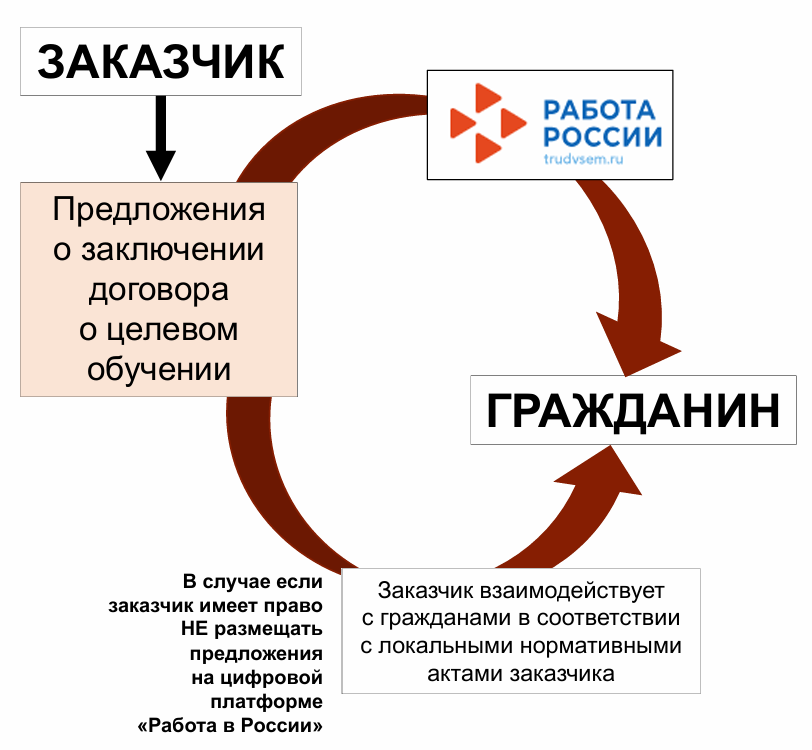 ЗАКАЗЧИК
РАБОТА
РОССИИ
trudvsem.ru
Предложения
о заключении
договора
о целевом
обучении
ГРАЖДАНИН
В случае если
заказчик имеет право
НЕ размещать
предложения
на цифровой
платформе
«Работа в России»
Заказчик взаимодействует
с гражданами в соответствии
с локальными нормативными
актами заказчика